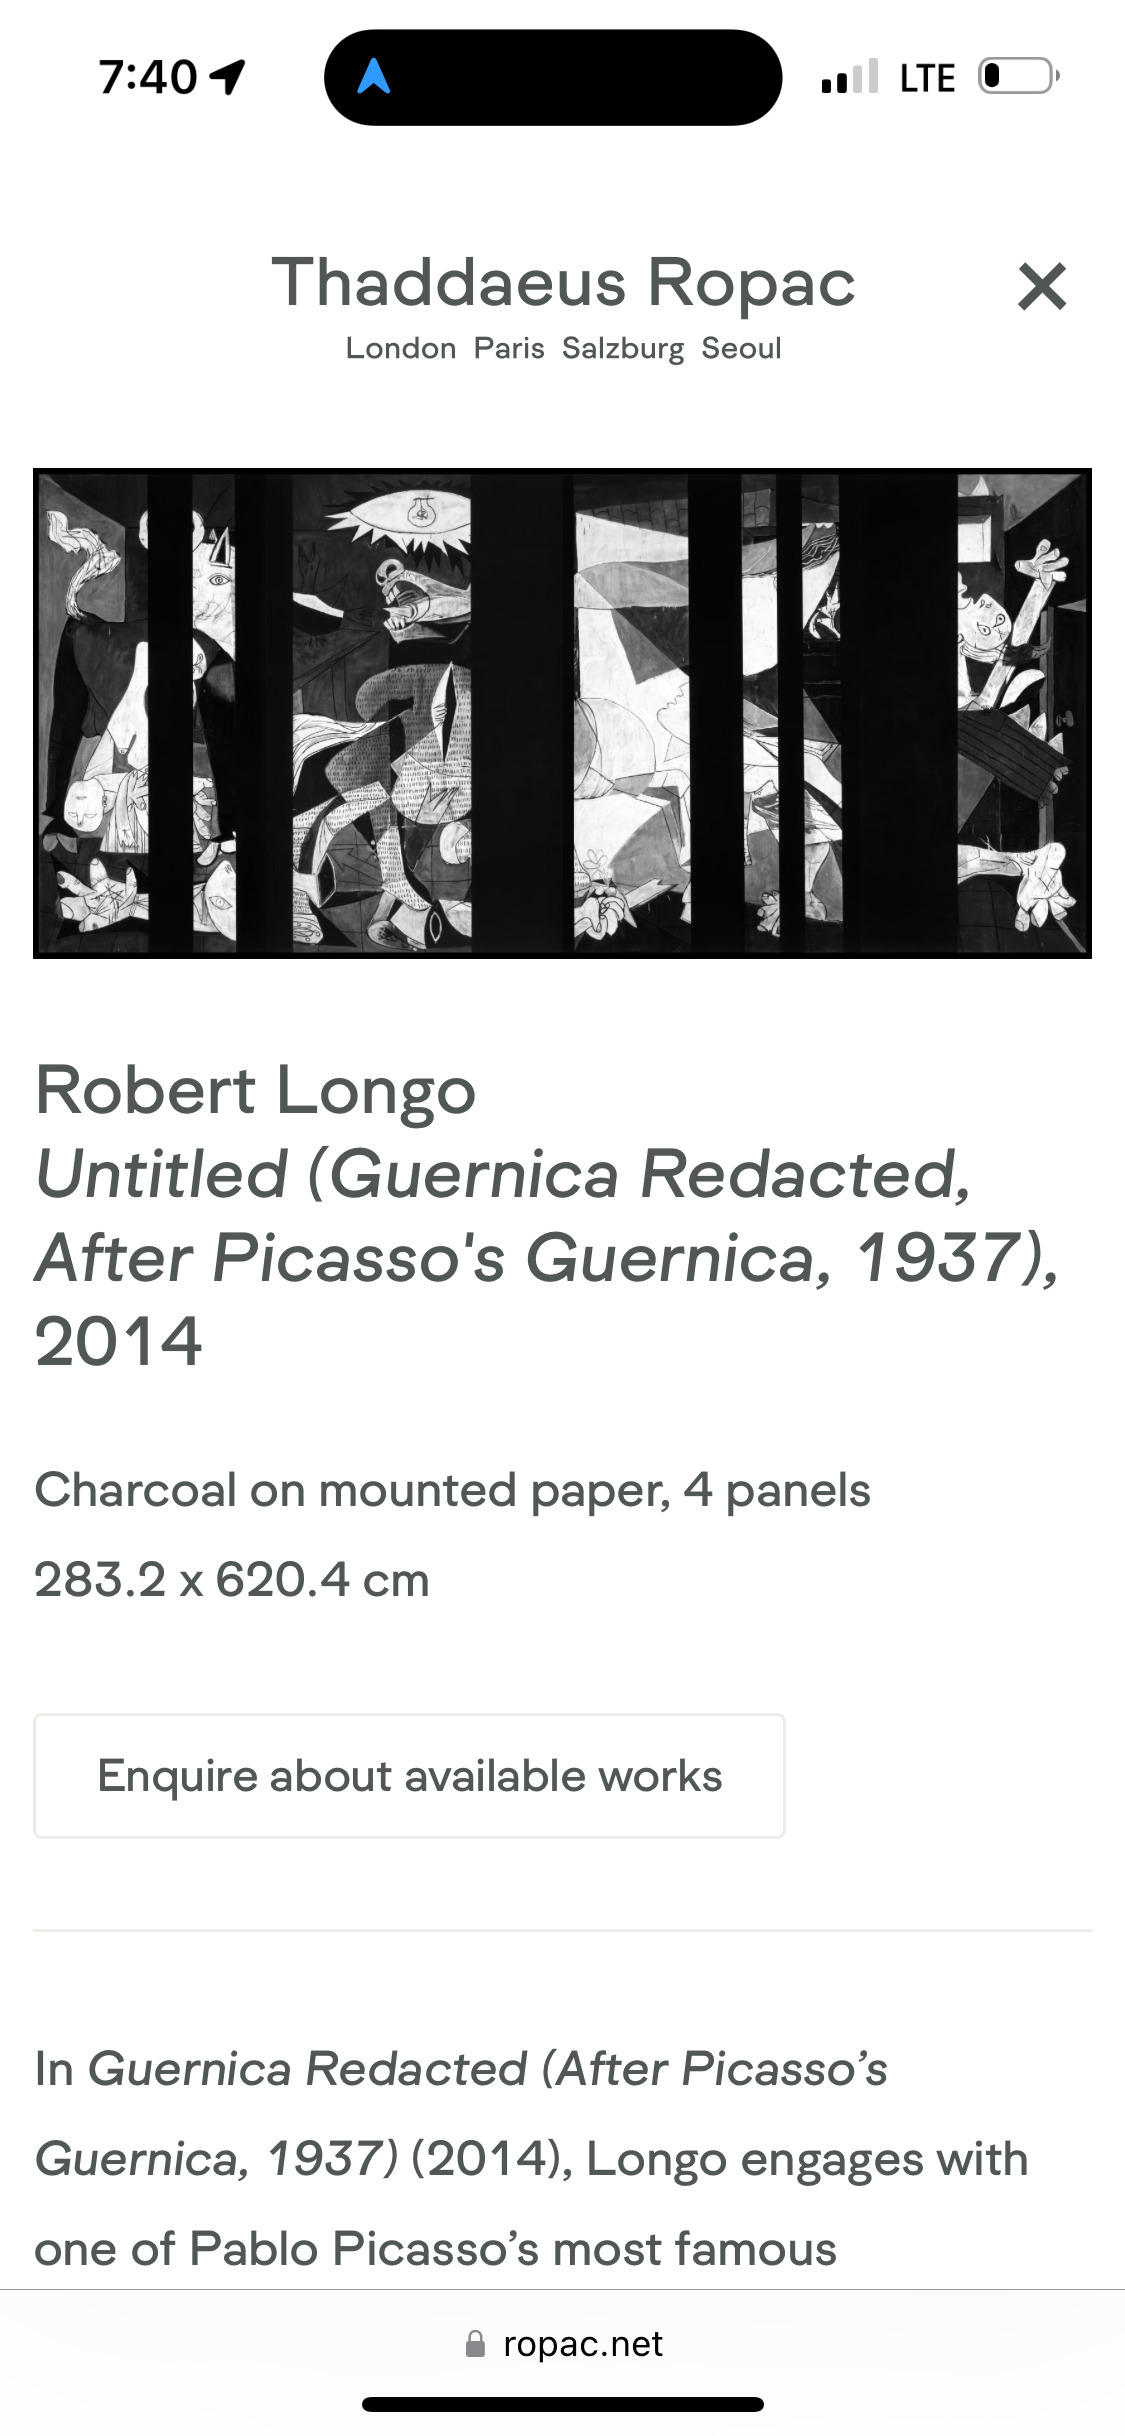 7:40
LTE
Thaddaeus Ropac
London Paris Salzburg Seoul
Robert Longo
Untitled (Guernica Redacted,
After Picasso's Guernica, 1937),
2014
Charcoal on mounted paper, 4 panels
283.2 x 620.4 cm
Enquire about available works
In Guernica Redacted (After Picasso’s
Guernica, 1937) (2014), Longo engages with
one of Pablo Picasso’s most famous
ropac.net